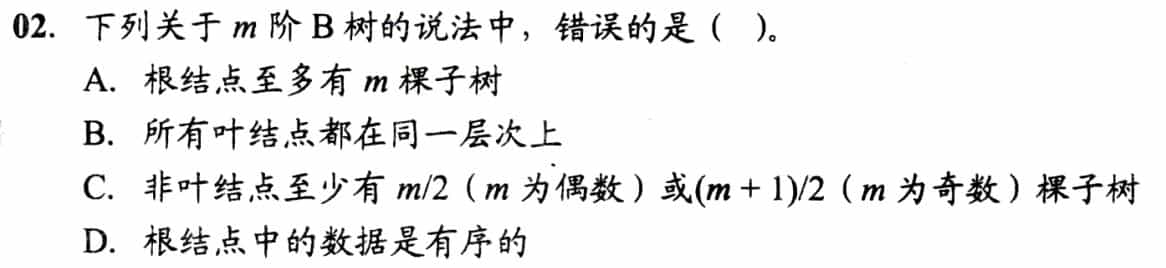 02. 下列关于 m 阶 B 树的说法中，错误的是（ ）。
A. 根结点至多有 m 棵子树
B. 所有叶结点都在同一层次上
C. 非叶结点至少有 m/2（m 为偶数）或(m + 1)/2（m 为奇数）棵子树
D. 根结点中的数据是有序的